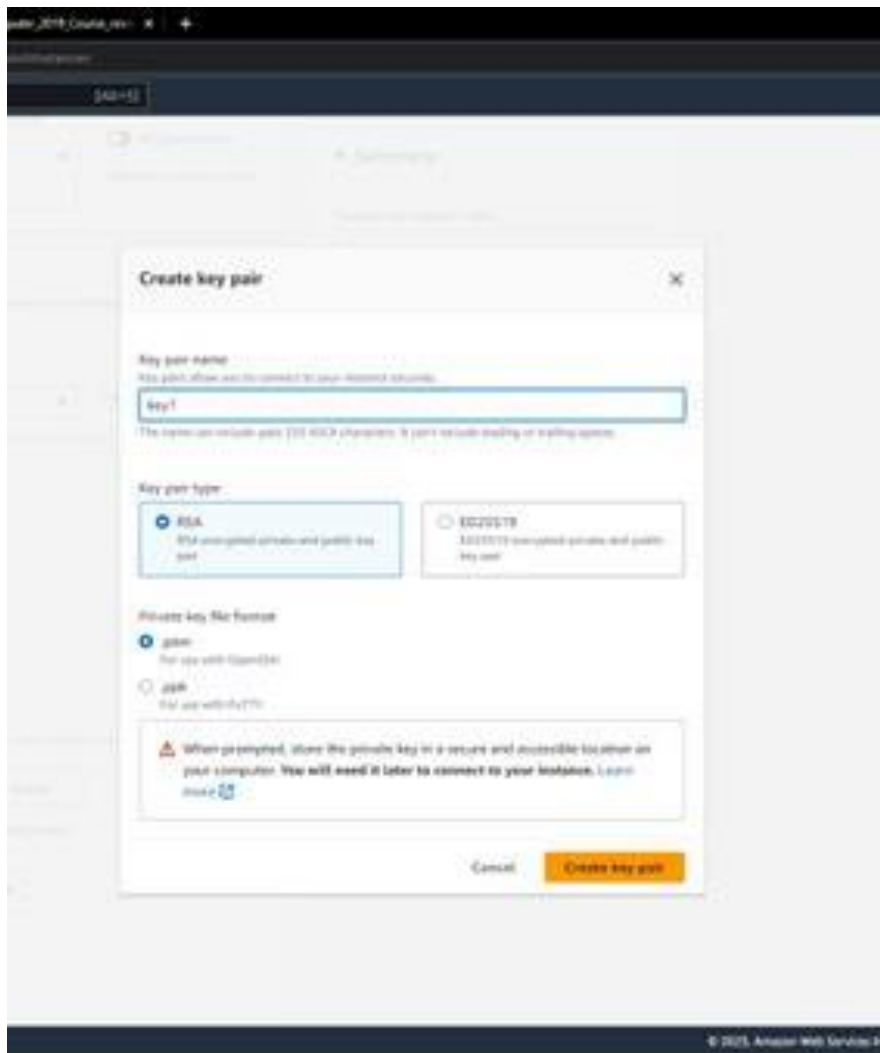 [Alt+S]
Create key pair
Key pair name
Key pairs allow you to connect to your instance securely.
key1
The name can include upto 255 ASCII characters. It can't include leading or trailing spaces.
Key pair type
RSA
RSA encrypted private and public key
pair
ED25519
ED25519 encrypted private and public
key pair
Private key file format
.pem
For use with OpenSSH
.ppk
For use with PuTTY
When prompted, store the private key in a secure and accessible location on
your computer. You will need it later to connect to your instance. Learn
more
Cancel
Create key pair
© 2023, Amazon Web Services